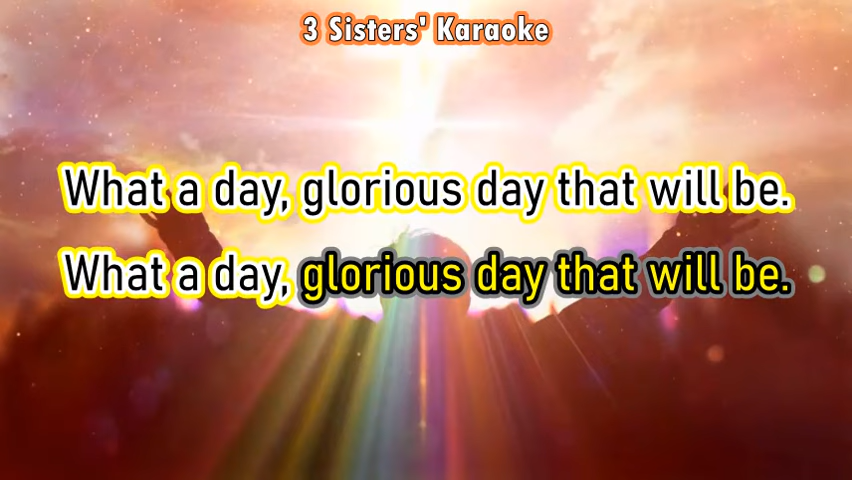 3 Sisters' Karaoke
What a day, glorious day that will be.
What a day, glorious day that will be.